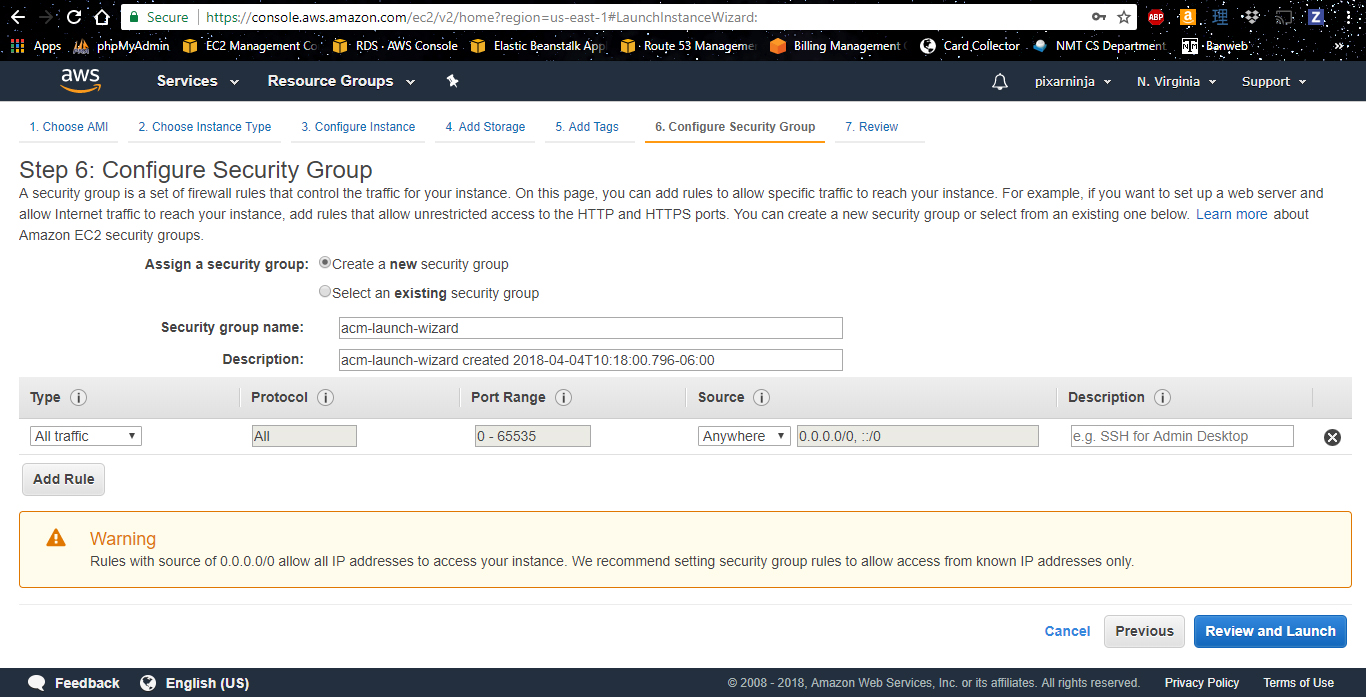 Secure https://console.aws.amazon.com/ec2/v2/home?region=us-east-1#LaunchInstanceWizard:
Apps phpMyAdmin EC2 Management Co RDS · AWS Console Elastic Beanstalk App Route 53 Manageme Billing Management Card Collector NMT CS Department Banweb »
aws Services Resource Groups pixarninja N. Virginia Support
1. Choose AMI 2. Choose Instance Type 3. Configure Instance 4. Add Storage 5. Add Tags 6. Configure Security Group 7. Review
Step 6: Configure Security Group
A security group is a set of firewall rules that control the traffic for your instance. On this page, you can add rules to allow specific traffic to reach your instance. For example, if you want to set up a web server and
allow Internet traffic to reach your instance, add rules that allow unrestricted access to the HTTP and HTTPS ports. You can create a new security group or select from an existing one below. Learn more about
Amazon EC2 security groups.
Assign a security group: Create a new security group
Select an existing security group
Security group name: acm-launch-wizard
Description: acm-launch-wizard created 2018-04-04T10:18:00.796-06:00
Type Protocol Port Range Source Description
All traffic All 0 - 65535 Anywhere 0.0.0.0/0, ::/0 e.g. SSH for Admin Desktop
Add Rule
Warning
Rules with source of 0.0.0.0/0 allow all IP addresses to access your instance. We recommend setting security group rules to allow access from known IP addresses only.
Cancel Previous Review and Launch
Feedback English (US) © 2008 - 2018, Amazon Web Services, Inc. or its affiliates. All rights reserved. Privacy Policy Terms of Use